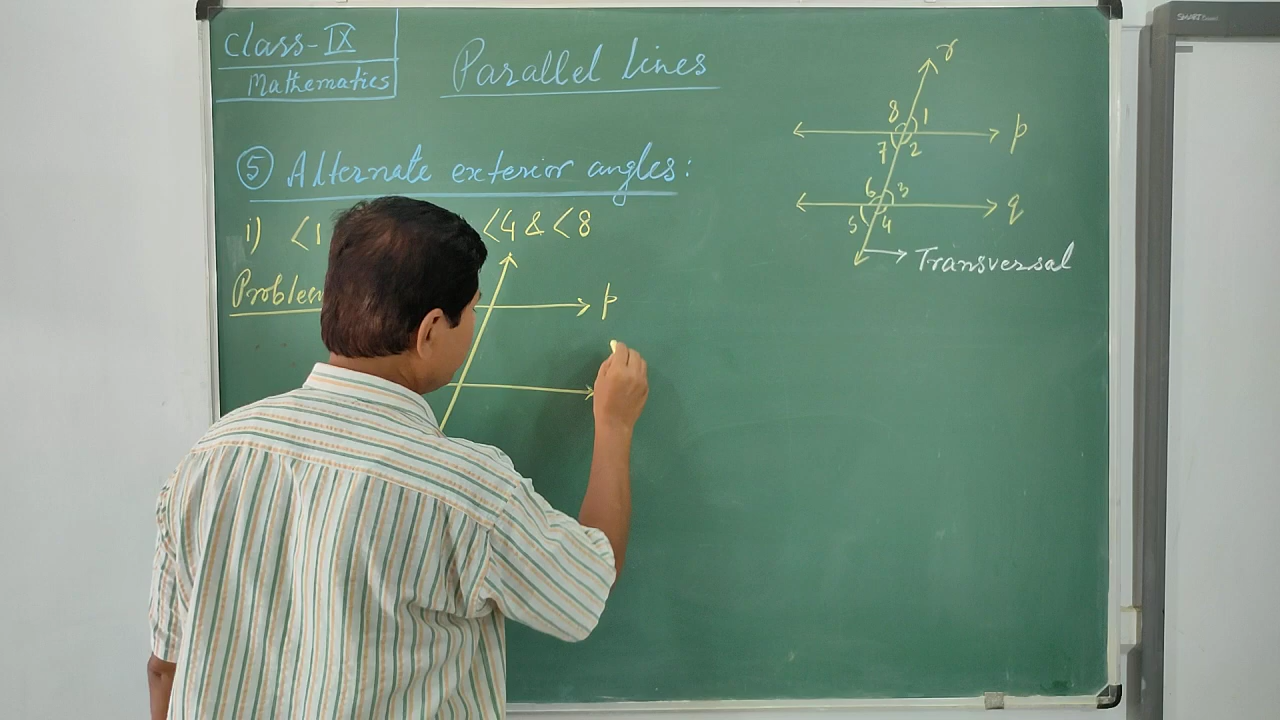 Class-IX
Mathematics
Parallel lines
⑤ Alternate exterior angles:
i) <1 <4 & <8
p
r
8 1
7 2
p
6 3
5 4
q
Transversal
SMART